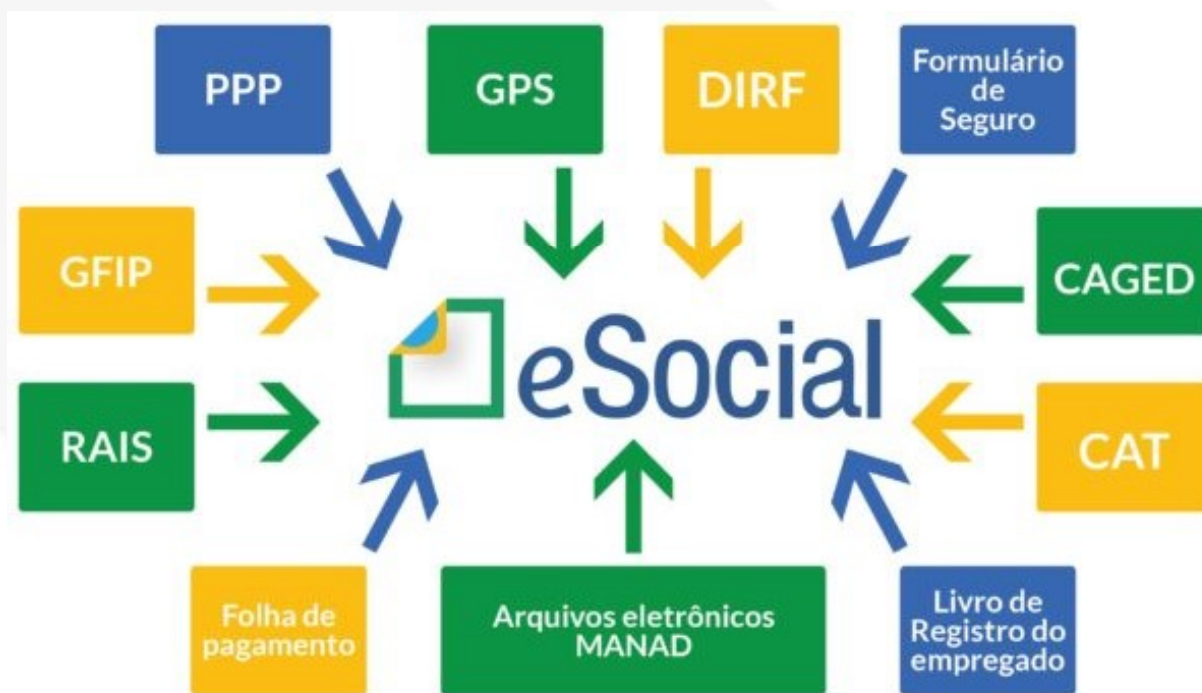 PPP
GPS
DIRF
Formulário
de
Seguro
GFIP
CAGED
eSocial
RAIS
CAT
Folha de
pagamento
Arquivos eletrônicos
MANAD
Livro de
Registro do
empregado